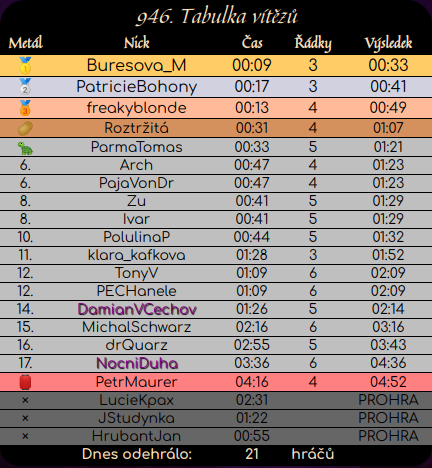 946. Tabulka vítězů
Metál Nick Čas Řádky Výsledek
1 Buresova_M 00:09 3 00:33
2 PatricieBohony 00:17 3 00:41
3 freakyblonde 00:13 4 00:49
Roztržitá 00:31 4 01:07
ParmaTomas 00:33 5 01:21
6. Arch 00:47 4 01:23
6. PajaVonDr 00:47 4 01:23
8. Zu 00:41 5 01:29
8. Ivar 00:41 5 01:29
10. PolulinaP 00:44 5 01:32
11. klara_kafkova 01:28 3 01:52
12. TonyV 01:09 6 02:09
12. PECHanele 01:09 6 02:09
14. DamianVCechov 01:26 5 02:14
15. MichalSchwarz 02:16 6 03:16
16. drQuarz 02:55 5 03:43
17. NocniDuha 03:36 6 04:36
PetrMaurer 04:16 4 04:52
× LucieKpax 02:31 PROHRA
× JStudynka 01:22 PROHRA
× HrubantJan 00:55 PROHRA
Dnes odehrálo: 21 hráčů